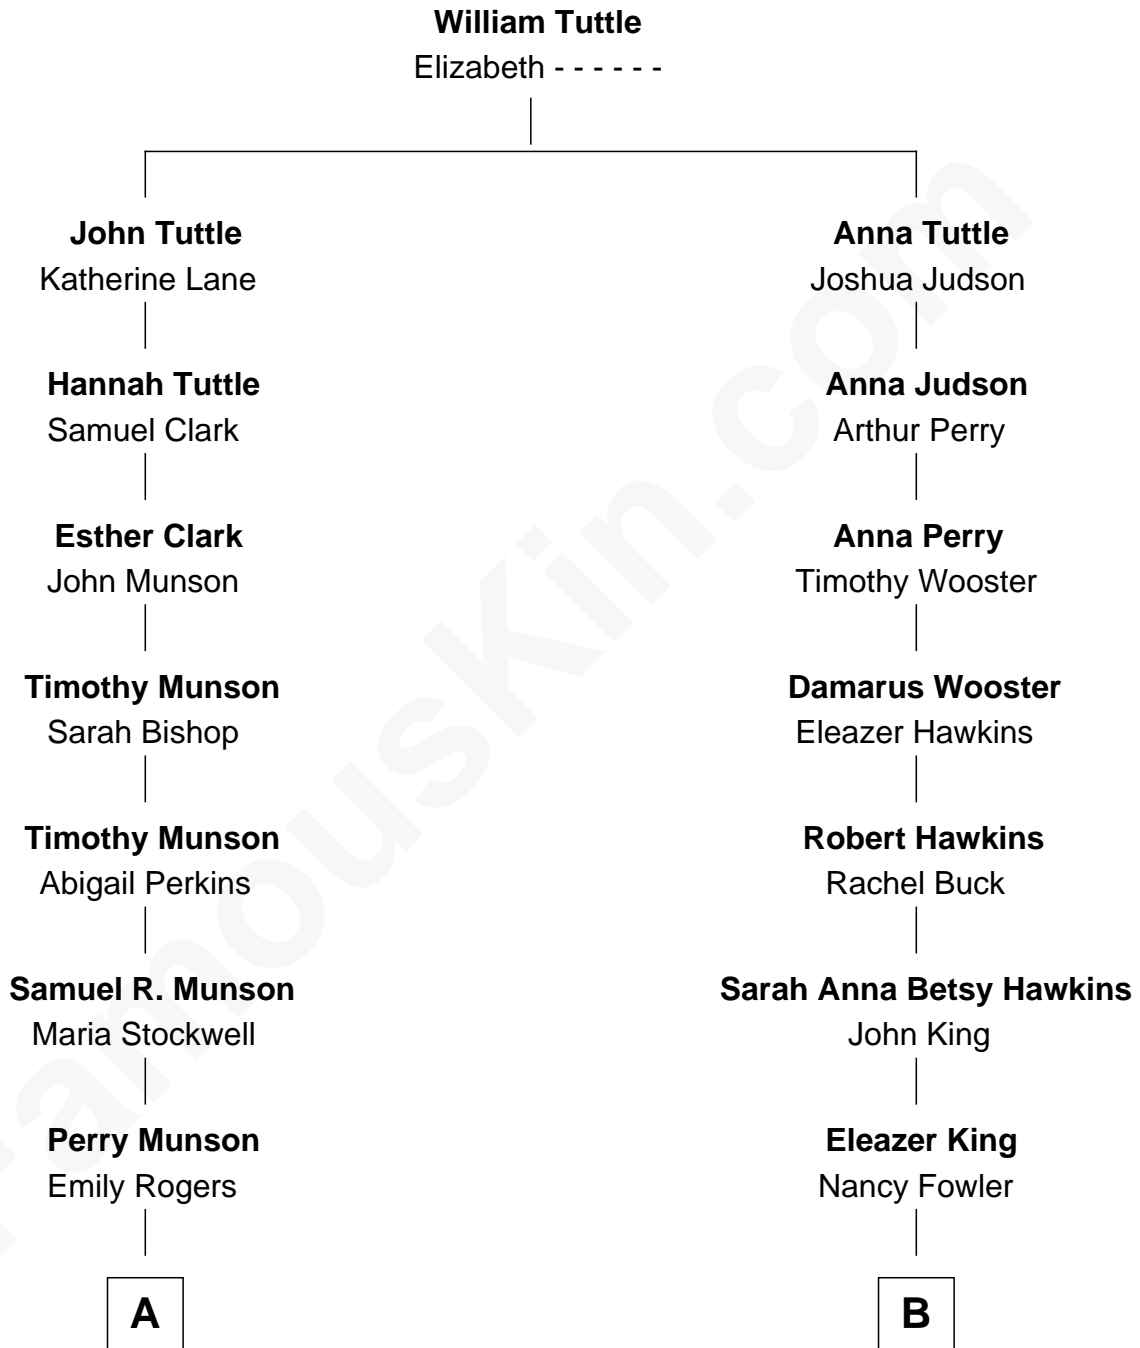 William Tuttle
Elizabeth - - - - - -
John Tuttle
Katherine Lane
Anna Tuttle
Joshua Judson
Hannah Tuttle
Samuel Clark
Anna Judson
Arthur Perry
Esther Clark
John Munson
Anna Perry
Timothy Wooster
Timothy Munson
Sarah Bishop
Damarus Wooster
Eleazer Hawkins
Timothy Munson
Abigail Perkins
Robert Hawkins
Rachel Buck
Samuel R. Munson
Maria Stockwell
Sarah Anna Betsy Hawkins
John King
Perry Munson
Emily Rogers
Eleazer King
Nancy Fowler
A
B
FamousKin.com